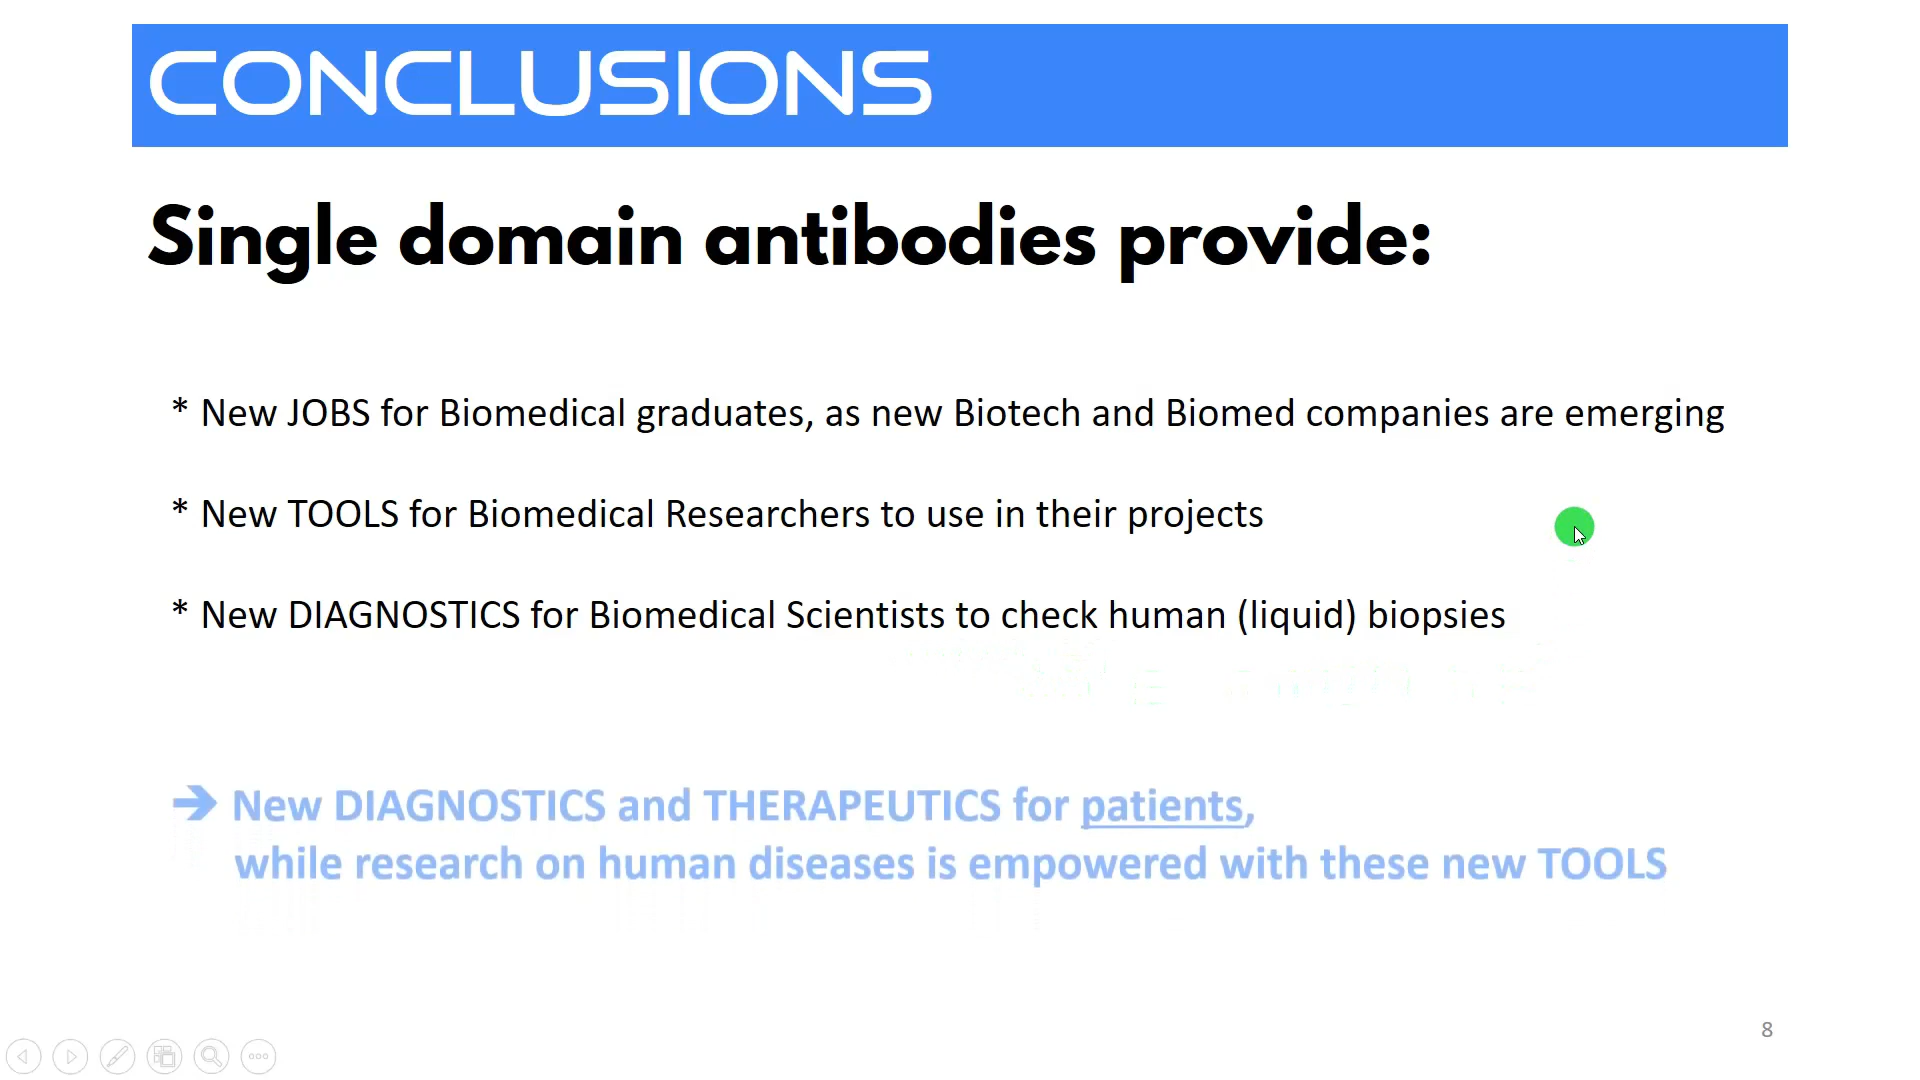 CONCLUSIONS
Single domain antibodies provide:
* New JOBS for Biomedical graduates, as new Biotech and Biomed companies are emerging
* New TOOLS for Biomedical Researchers to use in their projects
* New DIAGNOSTICS for Biomedical Scientists to check human (liquid) biopsies
➔ New DIAGNOSTICS and THERAPEUTICS for patients,
while research on human diseases is empowered with these new TOOLS
8